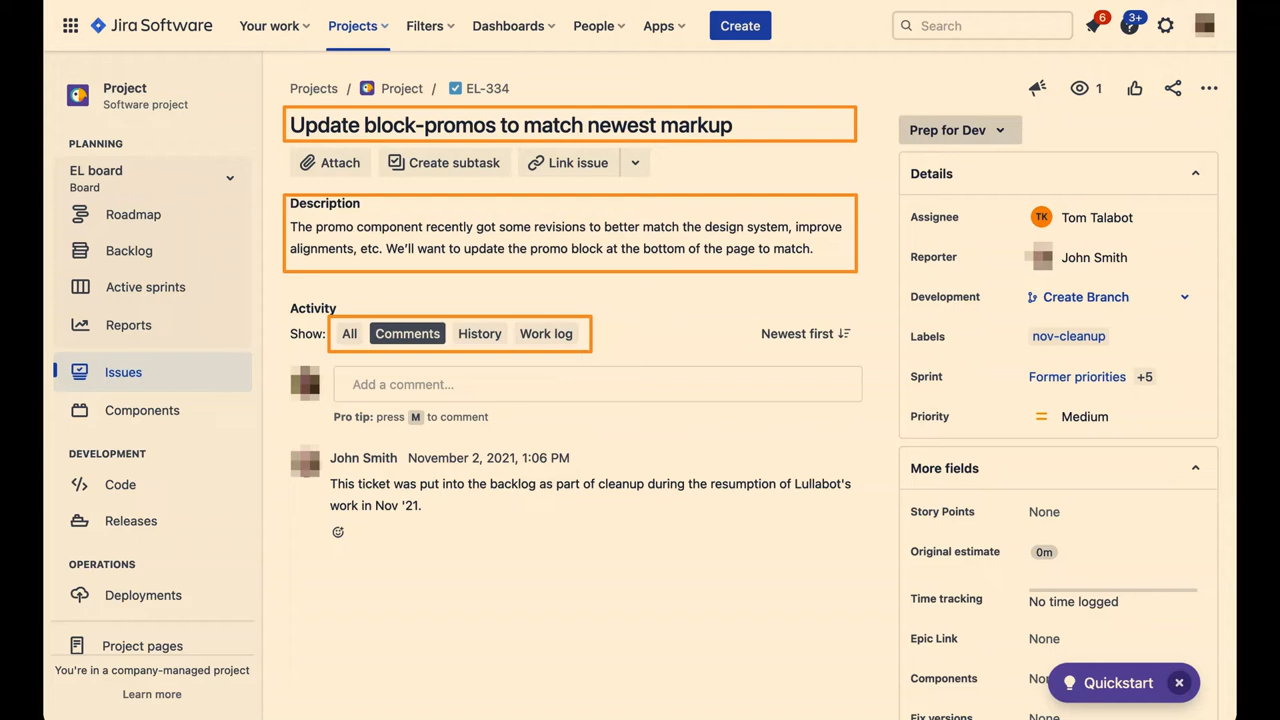 Jira Software
Your work
Projects
Filters
Dashboards
People
Apps
Create
Search
6
3+
Project
Software project
PLANNING
EL board
Board
Roadmap
Backlog
Active sprints
Reports
Issues
Components
DEVELOPMENT
Code
Releases
OPERATIONS
Deployments
Project pages
You're in a company-managed project
Learn more
Projects / Project / EL-334
1
Update block-promos to match newest markup
Attach
Create subtask
Link issue
Description
The promo component recently got some revisions to better match the design system, improve
alignments, etc. We'll want to update the promo block at the bottom of the page to match.
Activity
Show: All Comments History Work log
Newest first
Add a comment...
Pro tip: press M to comment
John Smith November 2, 2021, 1:06 PM
This ticket was put into the backlog as part of cleanup during the resumption of Lullabot's
work in Nov '21.
Prep for Dev
Details
Assignee TK Tom Talabot
Reporter John Smith
Development Create Branch
Labels nov-cleanup
Sprint Former priorities +5
Priority Medium
More fields
Story Points None
Original estimate 0m
Time tracking No time logged
Epic Link None
Components
Quickstart